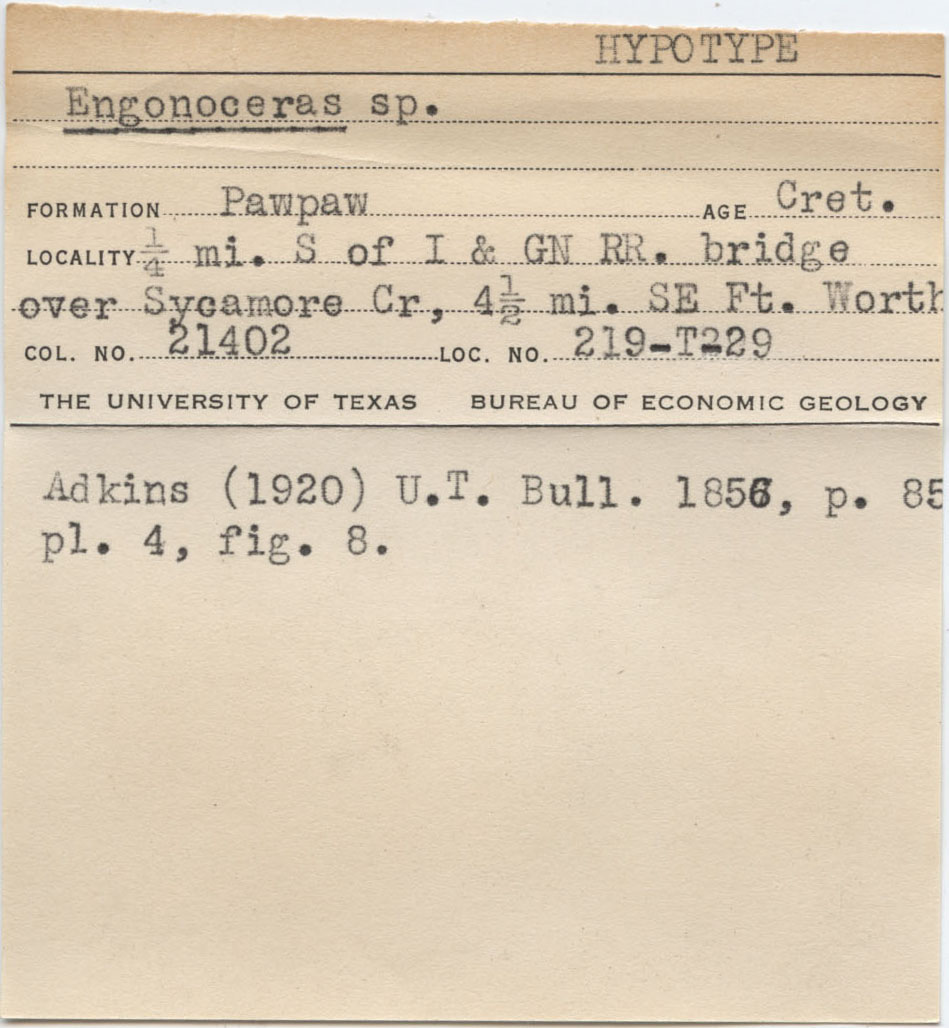 HYPOTYPE
Engonoceras sp.
FORMATION Pawpaw AGE Cret.
LOCALITY 1/4 mi. S of I & GN RR. bridge
over Sycamore Cr, 4 1/2 mi. SE Ft. Worth
COL. NO. 21402 LOC. NO. 219-T-229
THE UNIVERSITY OF TEXAS BUREAU OF ECONOMIC GEOLOGY
Adkins (1920) U.T. Bull. 1856, p. 85
pl. 4, fig. 8.